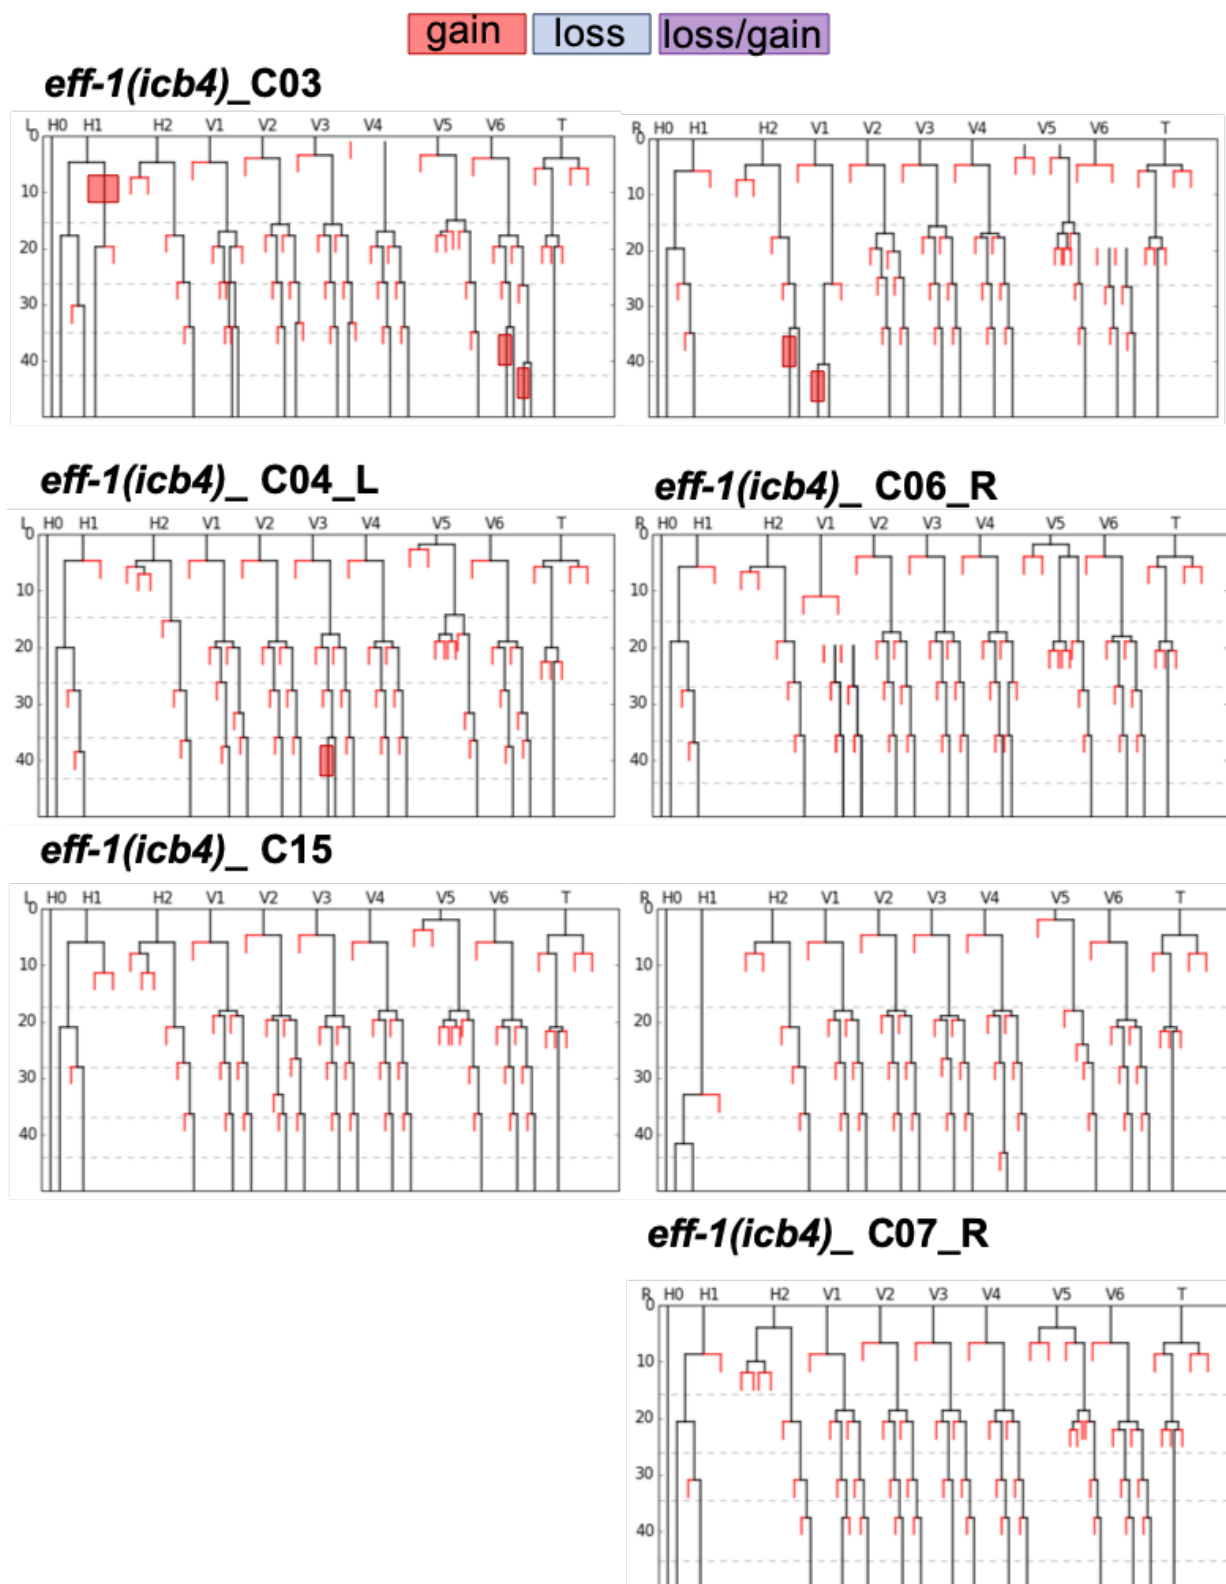 gain loss loss/gain
eff-1(icb4)_C03
L H0 H1 H2 V1 V2 V3 V4 V5 V6 T
0
10
20
30
40
R H0 H1 H2 V1 V2 V3 V4 V5 V6 T
0
10
20
30
40
eff-1(icb4)_ C04_L
L H0 H1 H2 V1 V2 V3 V4 V5 V6 T
0
10
20
30
40
eff-1(icb4)_ C06_R
R H0 H1 H2 V1 V2 V3 V4 V5 V6 T
0
10
20
30
40
eff-1(icb4)_ C15
L H0 H1 H2 V1 V2 V3 V4 V5 V6 T
0
10
20
30
40
R H0 H1 H2 V1 V2 V3 V4 V5 V6 T
0
10
20
30
40
eff-1(icb4)_ C07_R
R H0 H1 H2 V1 V2 V3 V4 V5 V6 T
0
10
20
30
40